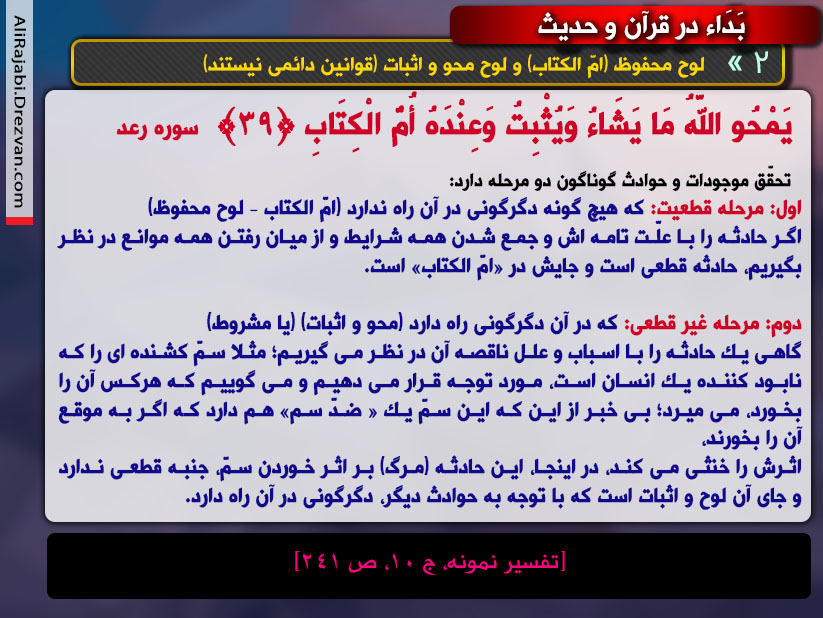 بَدَاء در قرآن و حدیث
۲ » لوح محفوظ (امّ الکتاب) و لوح محو و اثبات (قوانین دائمی نیستند)
یَمْحُو اللَّهُ مَا یَشَاءُ وَیُثْبِتُ وَعِنْدَهُ أُمُّ الْكِتَابِ ﴿۳۹﴾ سوره رعد
تحقّق موجودات و حوادث گوناگون دو مرحله دارد:
اول: مرحله قطعیت: که هیچ گونه دگرگونی در آن راه ندارد (امّ الکتاب - لوح محفوظ)
اگر حادثه را با علّت تامه اش و جمع شدن همه شرایط، و از میان رفتن همه موانع در نظر
بگیریم، حادثه قطعی است و جایش در «امّ الکتاب» است.
دوم: مرحله غیر قطعی: که در آن دگرگونی راه دارد (محو و اثبات) (یا مشروط)
گاهی یك حادثه را با اسباب و علل ناقصه آن در نظر می گیریم؛ مثلا سمّ کشنده ای را که
نابود کننده یك انسان است، مورد توجه قرار می دهیم و می گوییم که هرکس آن را
بخورد، می میرد؛ بی خبر از این که این سمّ یك « ضدّ سم» هم دارد که اگر به موقع
آن را بخورند،
اثرش را خنثی می کند، در اینجا، این حادثه (مرگ) بر اثر خوردن سمّ، جنبه قطعی ندارد
و جای آن لوح و اثبات است که با توجه به حوادث دیگر، دگرگونی در آن راه دارد.
[تفسیر نمونه، ج ۱۰، ص ۲٤۱]
AliRajabi.Drezvan.com